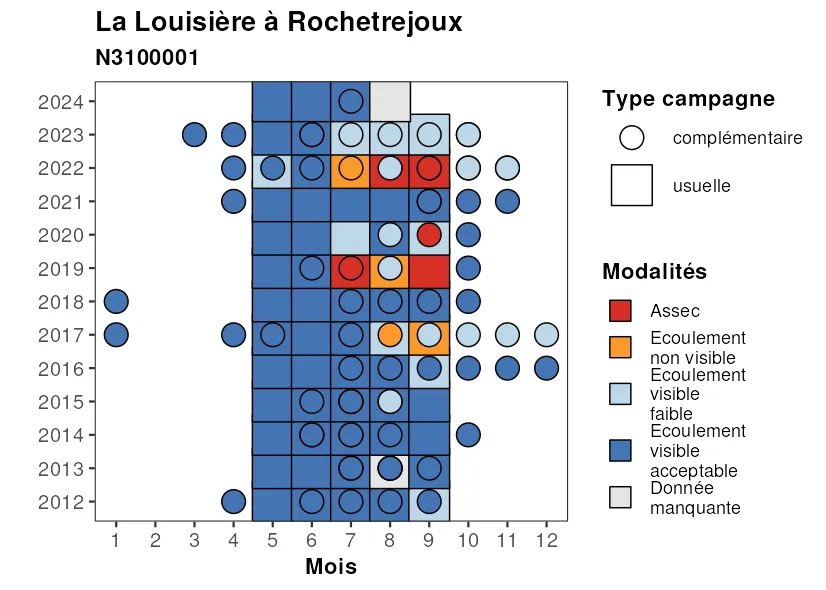 La Louisière à Rochetrejoux
N3100001
2024
2023
2022
2021
2020
2019
2018
2017
2016
2015
2014
2013
2012
1 2 3 4 5 6 7 8 9 10 11 12
Mois
Type campagne
complémentaire
usuelle
Modalités
Assec
Ecoulement
non visible
Ecoulement
visible
faible
Ecoulement
visible
acceptable
Donnée
manquante